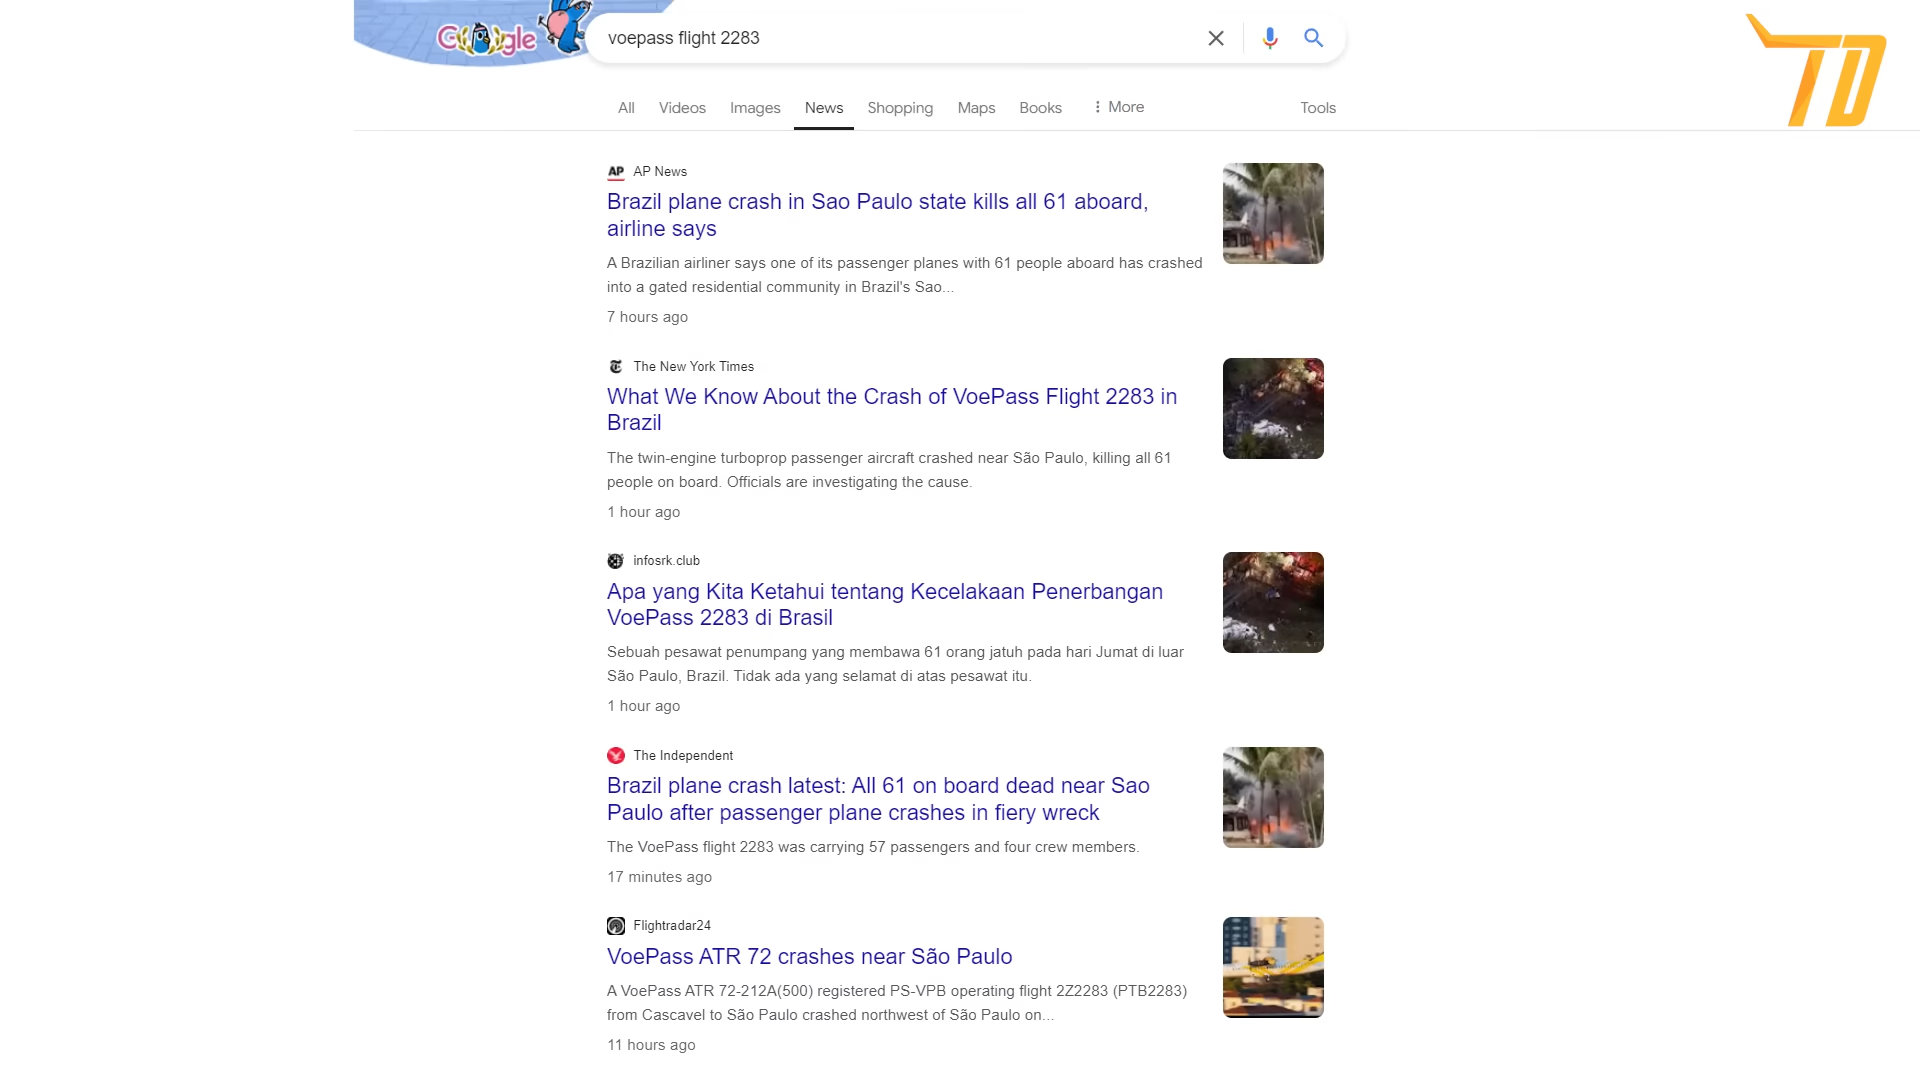 Google
voepass flight 2283
All Videos Images News Shopping Maps Books More Tools
TD
AP AP News
Brazil plane crash in Sao Paulo state kills all 61 aboard,
airline says
A Brazilian airliner says one of its passenger planes with 61 people aboard has crashed
into a gated residential community in Brazil's Sao...
7 hours ago
The New York Times
What We Know About the Crash of VoePass Flight 2283 in
Brazil
The twin-engine turboprop passenger aircraft crashed near São Paulo, killing all 61
people on board. Officials are investigating the cause.
1 hour ago
infosrk.club
Apa yang Kita Ketahui tentang Kecelakaan Penerbangan
VoePass 2283 di Brasil
Sebuah pesawat penumpang yang membawa 61 orang jatuh pada hari Jumat di luar
São Paulo, Brazil. Tidak ada yang selamat di atas pesawat itu.
1 hour ago
The Independent
Brazil plane crash latest: All 61 on board dead near Sao
Paulo after passenger plane crashes in fiery wreck
The VoePass flight 2283 was carrying 57 passengers and four crew members.
17 minutes ago
Flightradar24
VoePass ATR 72 crashes near São Paulo
A VoePass ATR 72-212A(500) registered PS-VPB operating flight 2Z2283 (PTB2283)
from Cascavel to São Paulo crashed northwest of São Paulo on...
11 hours ago